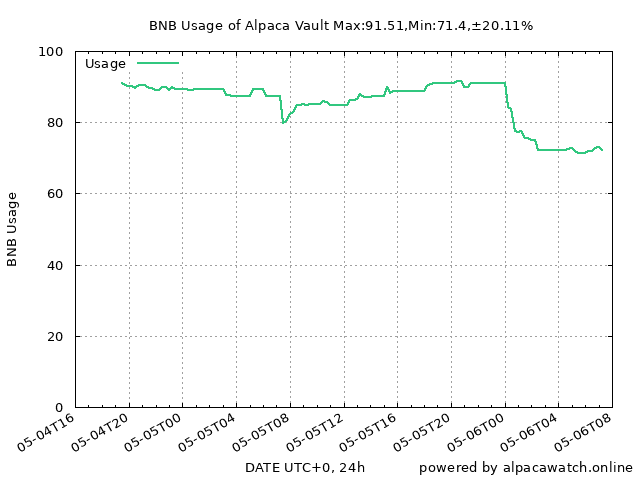 BNB Usage of Alpaca Vault Max:91.51,Min:71.4,±20.11%
Usage
100
80
60
40
20
0
BNB Usage
05-04T16
05-04T20
05-05T00
05-05T04
05-05T08
05-05T12
05-05T16
05-05T20
05-06T00
05-06T04
05-06T08
DATE UTC+0, 24h
powered by alpacawatch.online